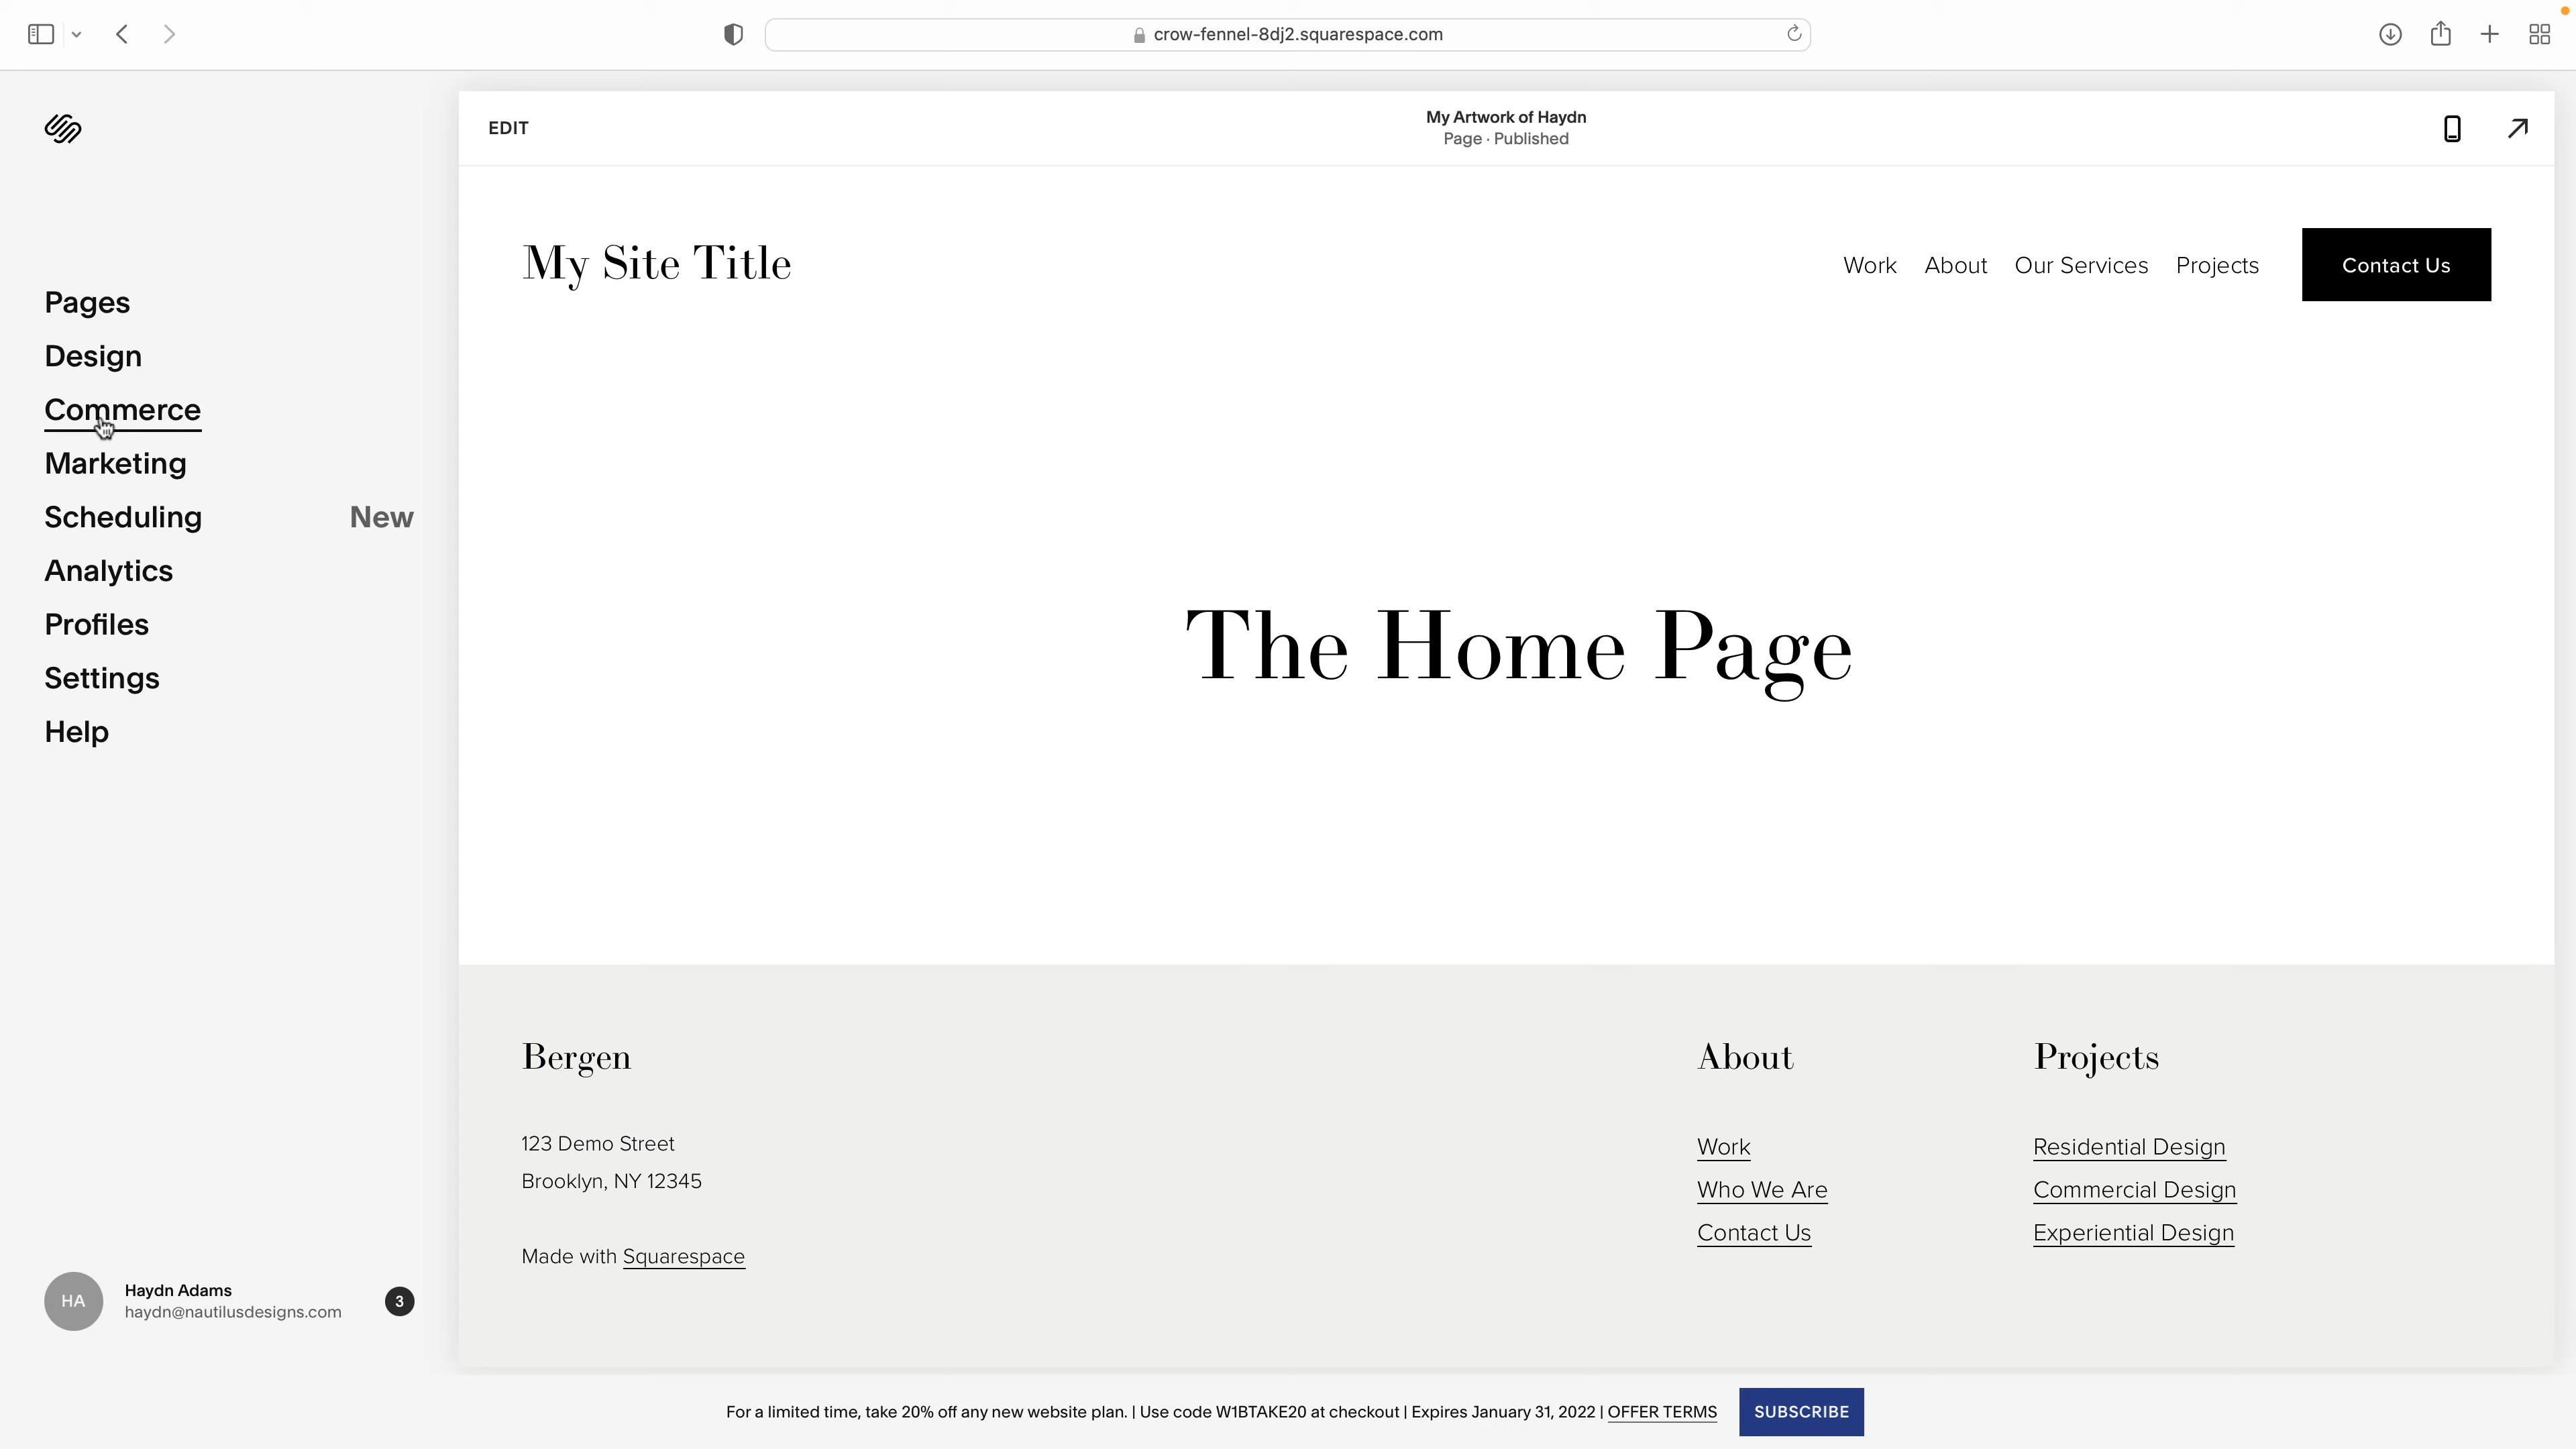 crow-fennel-8dj2.squarespace.com
EDIT
My Artwork of Haydn
Page · Published
Pages
Design
Commerce
Marketing
Scheduling New
Analytics
Profiles
Settings
Help
My Site Title
Work About Our Services Projects Contact Us
The Home Page
Bergen
123 Demo Street
Brooklyn, NY 12345
Made with Squarespace
About
Work
Who We Are
Contact Us
Projects
Residential Design
Commercial Design
Experiential Design
HA
Haydn Adams
haydn@nautilusdesigns.com
3
For a limited time, take 20% off any new website plan. | Use code W1BTAKE20 at checkout | Expires January 31, 2022 | OFFER TERMS SUBSCRIBE